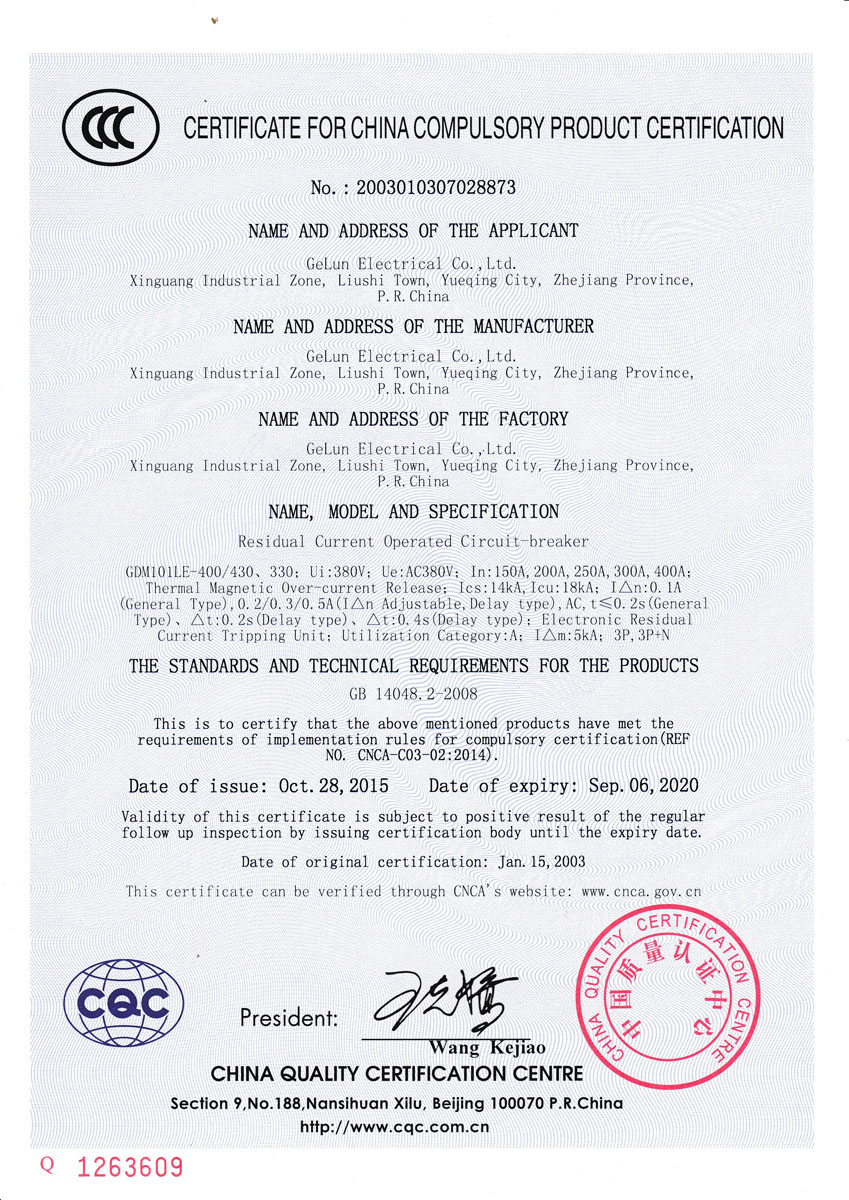 CCC
CERTIFICATE FOR CHINA COMPULSORY PRODUCT CERTIFICATION
No. : 2003010307028873
NAME AND ADDRESS OF THE APPLICANT
GeLun Electrical Co.,Ltd.
Xinguang Industrial Zone, Liushi Town, Yueqing City, Zhejiang Province,
P.R.China
NAME AND ADDRESS OF THE MANUFACTURER
GeLun Electrical Co.,Ltd.
Xinguang Industrial Zone, Liushi Town, Yueqing City, Zhejiang Province,
P.R.China
NAME AND ADDRESS OF THE FACTORY
GeLun Electrical Co.,Ltd.
Xinguang Industrial Zone, Liushi Town, Yueqing City, Zhejiang Province,
P.R.China
NAME, MODEL AND SPECIFICATION
Residual Current Operated Circuit-breaker
GDM101LE-400/430、330; Ui:380V; Ue:AC380V; In:150A,200A,250A,300A,400A;
Thermal Magnetic Over-current Release; Ics:14kA,Icu:18kA; I△n:0.1A
(General Type),0.2/0.3/0.5A(I△n Adjustable,Delay type),AC,t≤0.2s(General
Type)、△t:0.2s(Delay type)、△t:0.4s(Delay type); Electronic Residual
Current Tripping Unit; Utilization Category:A; I△m:5kA; 3P,3P+N
THE STANDARDS AND TECHNICAL REQUIREMENTS FOR THE PRODUCTS
GB 14048.2-2008
This is to certify that the above mentioned products have met the
requirements of implementation rules for compulsory certification(REF
NO. CNCA-C03-02:2014).
Date of issue: Oct.28,2015 Date of expiry: Sep.06,2020
Validity of this certificate is subject to positive result of the regular
follow up inspection by issuing certification body until the expiry date.
Date of original certification: Jan.15,2003
This certificate can be verified through CNCA's website: www.cnca.gov.cn
CHINA QUALITY CERTIFICATION CENTRE
中国质量认证中心
CQC
President:
Wang Kejiao
CHINA QUALITY CERTIFICATION CENTRE
Section 9,No.188,Nansihuan Xilu, Beijing 100070 P.R.China
http://www.cqc.com.cn
Q 1263609